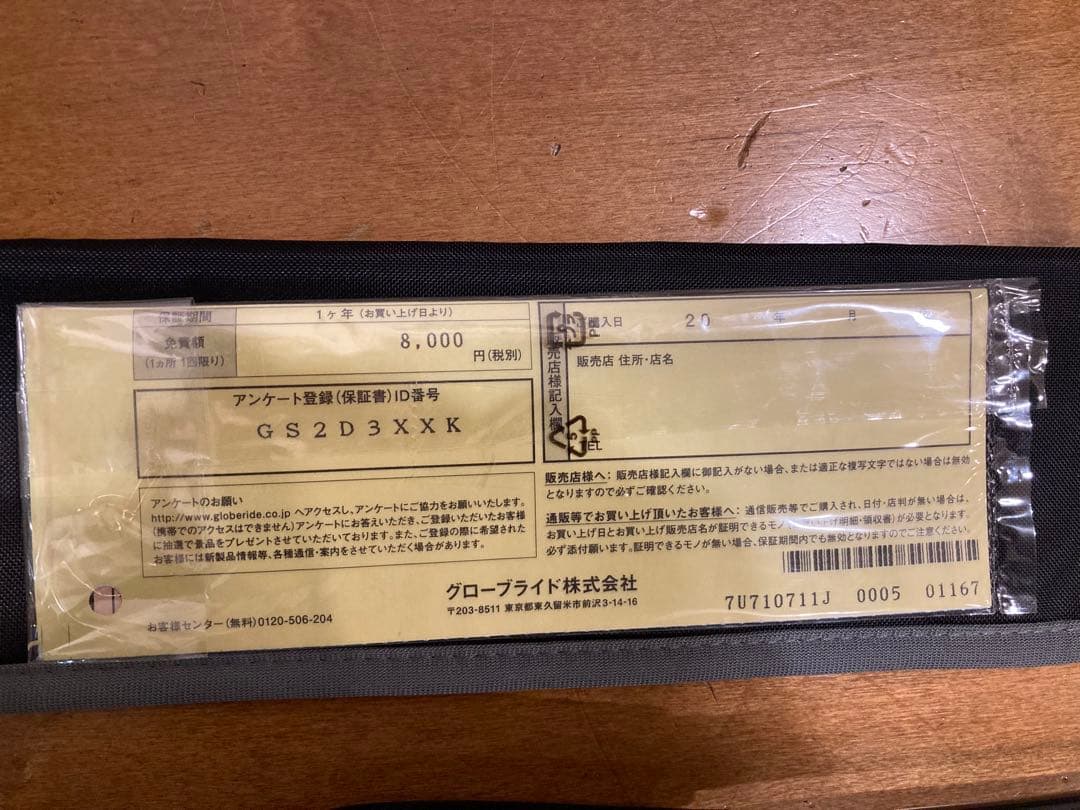 保証期間
1ヶ年(お買い上げ日より)
免責額
(1ヵ所 1回限り)
8,000
円(税別)
アンケート登録(保証書)ID番号
GS2D3XXK
アンケートのお願い
http://www.globeride.co.jp へアクセスし、アンケートにご協力をお願いいたします。
(携帯でのアクセスはできません)アンケートにお答えいただき、ご登録いただいたお客様
に抽選で景品をプレゼントさせていただいております。また、ご登録の際に希望された
お客様には新製品情報等、各種通信・案内をさせていただく場合があります。
お客様センター(無料)0120-506-204
販売店様記入欄
購入日 20 年 月
販売店 住所・店名
TEL
販売店様へ:販売店様記入欄に御記入がない場合、または適正な複写文字ではない場合は無効
となりますので必ずご確認ください。
通販等でお買い上げ頂いたお客様へ:通信販売等でご購入され、日付・店判が無い場合は、
お買い上げ日とお買い上げ販売店名が証明できるモノ(お買い上げ明細・領収書)が必要となります。
必ず添付願います。証明できるモノが無い場合、保証期間内でも無効となりますのでご注意ください。
グローブライド株式会社
〒203-8511 東京都東久留米市前沢3-14-16
7U710711J 0005 01167